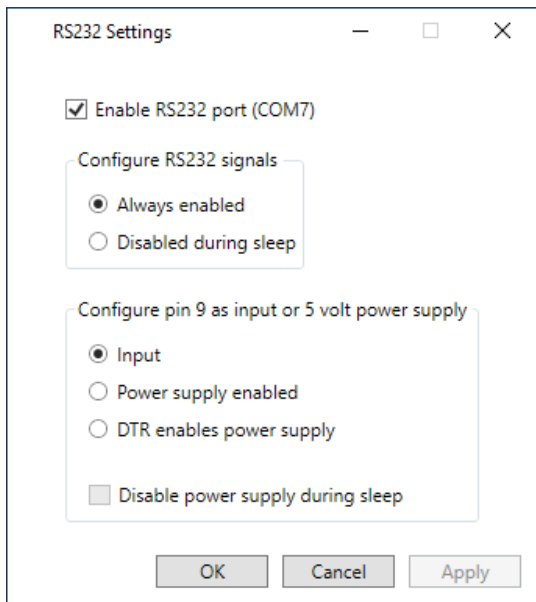 RS232 Settings
Enable RS232 port (COM7)
Configure RS232 signals
Always enabled
Disabled during sleep
Configure pin 9 as input or 5 volt power supply
Input
Power supply enabled
DTR enables power supply
Disable power supply during sleep
OK Cancel Apply